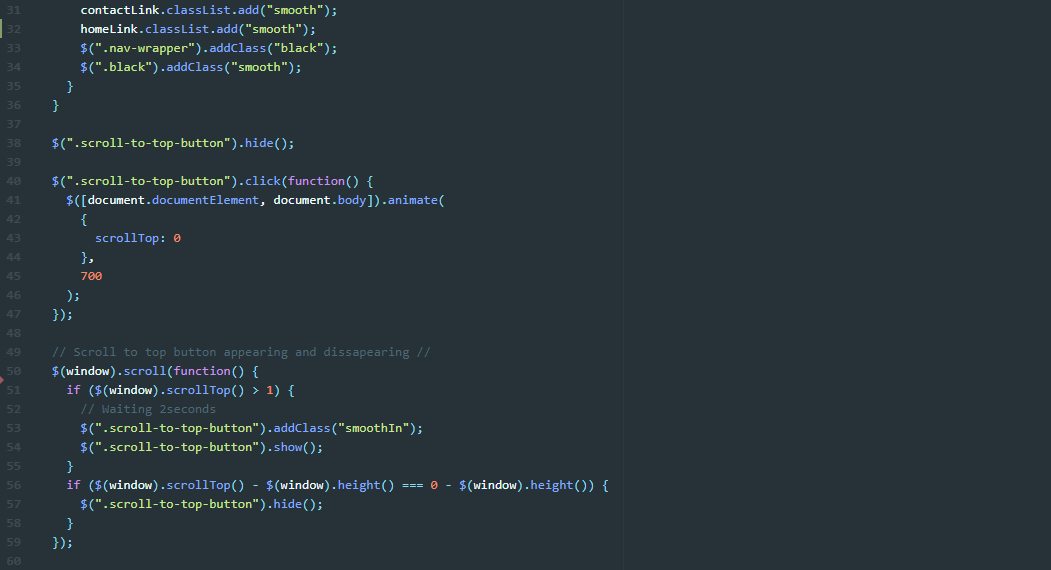 31 contactLink.classList.add("smooth");
32 homeLink.classList.add("smooth");
33 $(".nav-wrapper").addClass("black");
34 $(".black").addClass("smooth");
35 }
36 }
37
38 $(".scroll-to-top-button").hide();
39
40 $(".scroll-to-top-button").click(function() {
41 $([document.documentElement, document.body]).animate(
42 {
43 scrollTop: 0
44 },
45 700
46 );
47 });
48
49 // Scroll to top button appearing and dissapearing //
50 $(window).scroll(function() {
51 if ($(window).scrollTop() > 1) {
52 // Waiting 2seconds
53 $(".scroll-to-top-button").addClass("smoothIn");
54 $(".scroll-to-top-button").show();
55 }
56 if ($(window).scrollTop() - $(window).height() === 0 - $(window).height()) {
57 $(".scroll-to-top-button").hide();
58 }
59 });
60